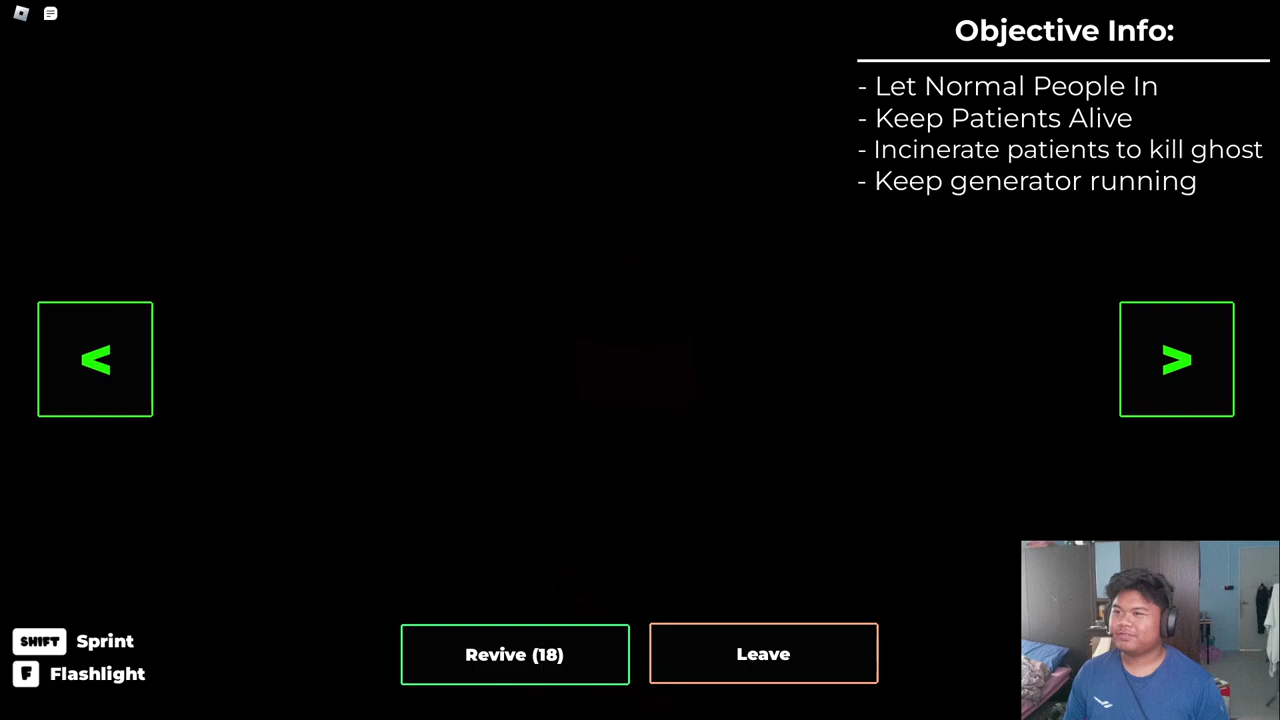 Objective Info:
- Let Normal People In
- Keep Patients Alive
- Incinerate patients to kill ghost
- Keep generator running
<
>
SHIFT Sprint
F Flashlight
Revive (18)
Leave